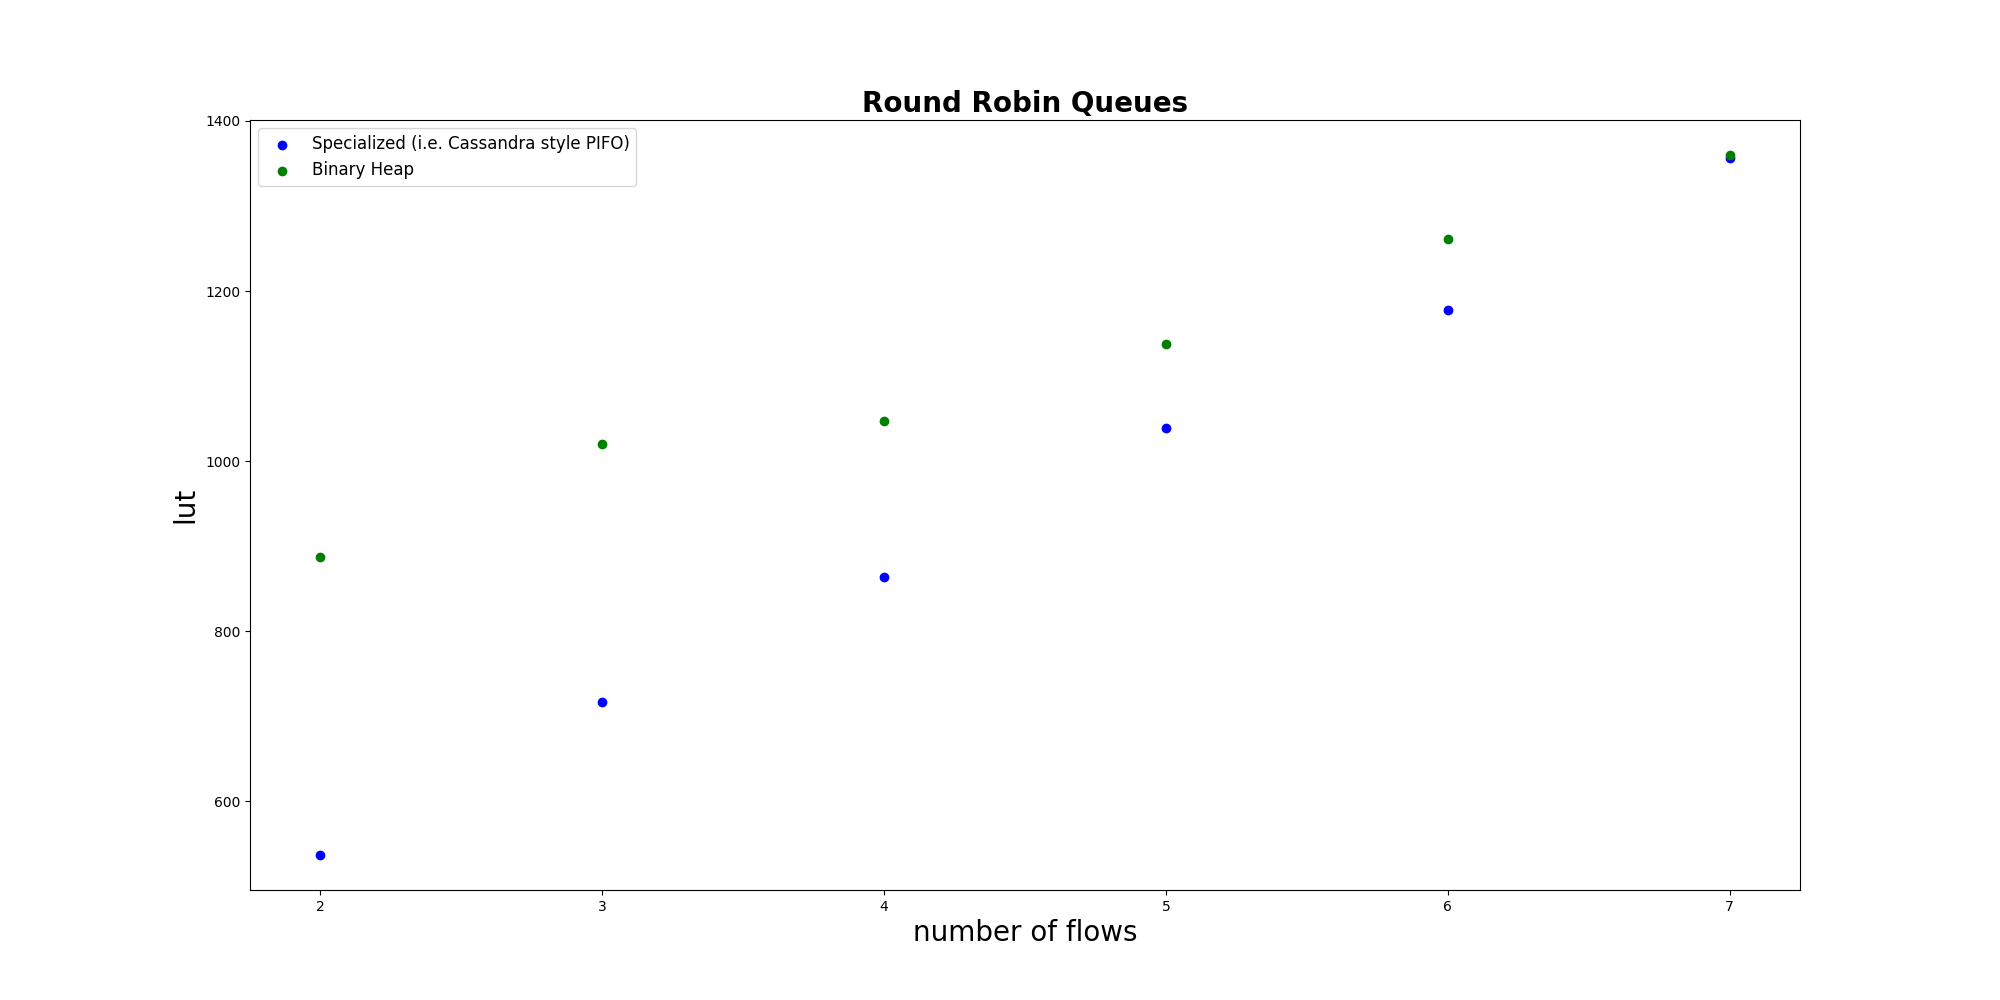 Round Robin Queues
Specialized (i.e. Cassandra style PIFO)
Binary Heap
lut
1400
1200
1000
800
600
2 3 4 5 6 7
number of flows